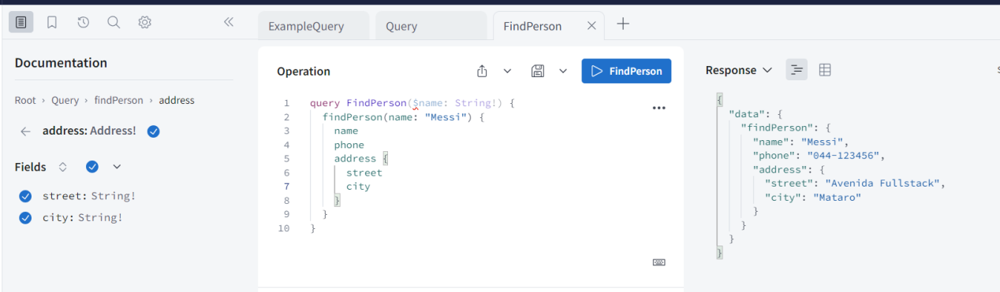 ExampleQuery
Query
FindPerson
Documentation
Root › Query › findPerson › address
address: Address!
Fields
street: String!
city: String!
Operation
FindPerson
1 query FindPerson($name: String!) {
2 findPerson(name: "Messi") {
3 name
4 phone
5 address {
6 street
7 city
8 }
9 }
10 }
Response
{
"data": {
"findPerson": {
"name": "Messi",
"phone": "044-123456",
"address": {
"street": "Avenida Fullstack",
"city": "Mataro"
}
}
}
}